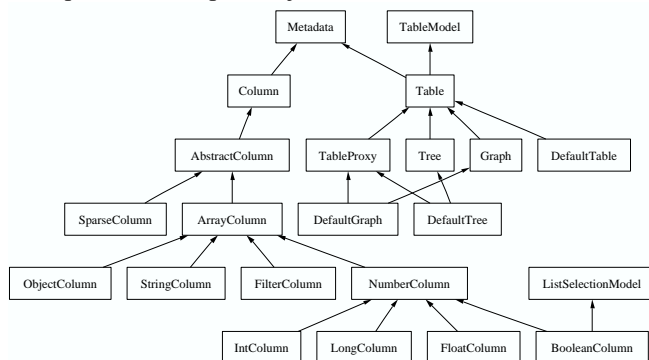 Metadata
TableModel
Column
Table
AbstractColumn
TableProxy
Tree
Graph
DefaultTable
SparseColumn
ArrayColumn
DefaultGraph
DefaultTree
ObjectColumn
StringColumn
FilterColumn
NumberColumn
ListSelectionModel
IntColumn
LongColumn
FloatColumn
BooleanColumn